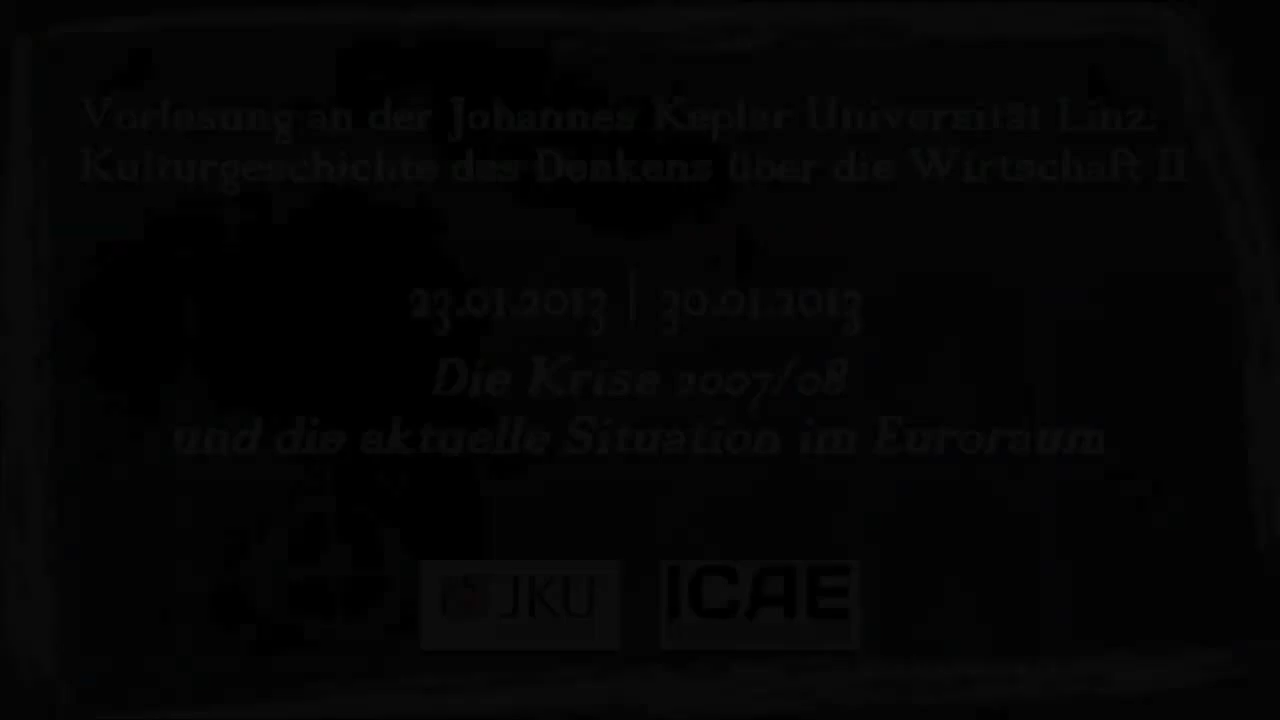 Vorlesung an der Johannes Kepler Universität Linz:
Kulturgeschichte des Denkens über die Wirtschaft II
23.01.2013 | 30.01.2013
Die Krise 2007/08
und die aktuelle Situation im Euroraum
JKU
ICAE